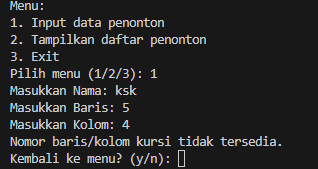 Menu:
1. Input data penonton
2. Tampilkan daftar penonton
3. Exit
Pilih menu (1/2/3): 1
Masukkan Nama: ksk
Masukkan Baris: 5
Masukkan Kolom: 4
Nomor baris/kolom kursi tidak tersedia.
Kembali ke menu? (y/n):